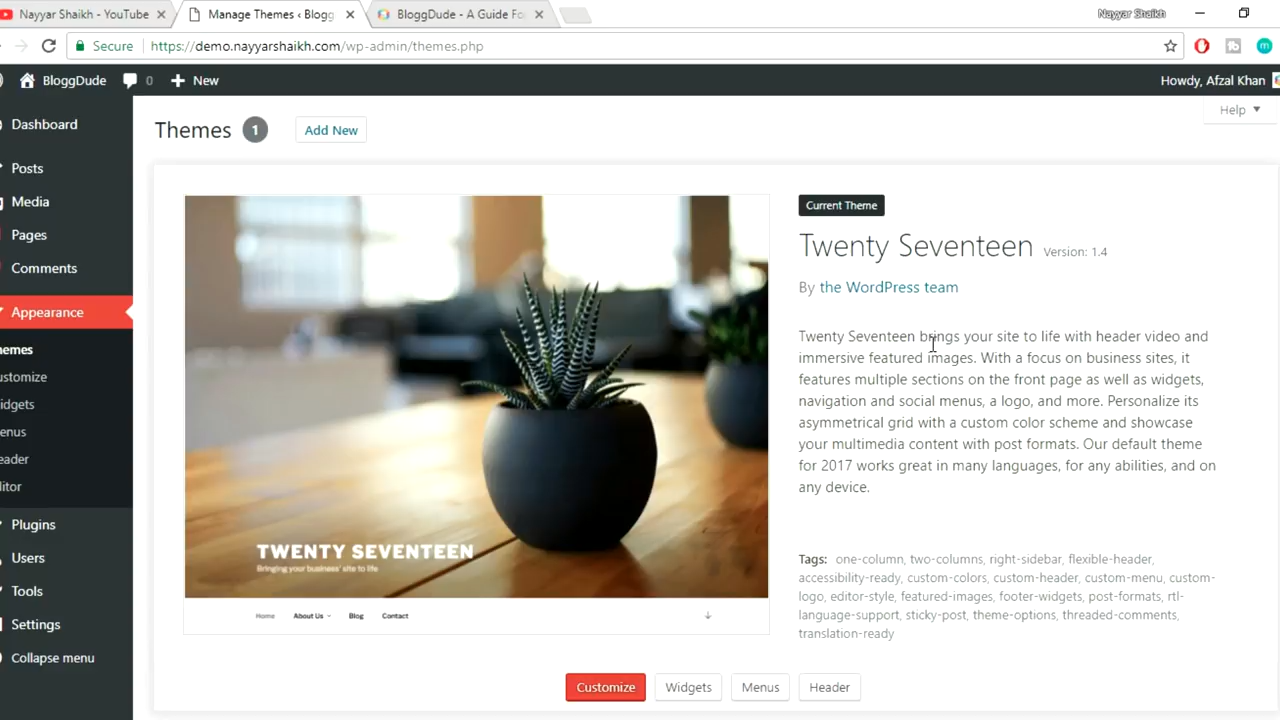 Nayyar Shaikh - YouTube
Manage Themes ‹ Blogg
BloggDude - A Guide Fo
Nayyar Shaikh
Secure
https://demo.nayyarshaikh.com/wp-admin/themes.php
BloggDude
0
New
Howdy, Afzal Khan
Help
Dashboard
Posts
Media
Pages
Comments
Appearance
hemes
ustomize
idgets
enus
eader
ditor
Plugins
Users
Tools
Settings
Collapse menu
Themes 1
Add New
Current Theme
Twenty Seventeen Version: 1.4
By the WordPress team
Twenty Seventeen brings your site to life with header video and
immersive featured images. With a focus on business sites, it
features multiple sections on the front page as well as widgets,
navigation and social menus, a logo, and more. Personalize its
asymmetrical grid with a custom color scheme and showcase
your multimedia content with post formats. Our default theme
for 2017 works great in many languages, for any abilities, and on
any device.
Tags: one-column, two-columns, right-sidebar, flexible-header,
accessibility-ready, custom-colors, custom-header, custom-menu, custom-
logo, editor-style, featured-images, footer-widgets, post-formats, rtl-
language-support, sticky-post, theme-options, threaded-comments,
translation-ready
TWENTY SEVENTEEN
Bringing your business' site to life
Home About Us Blog Contact
Customize
Widgets
Menus
Header